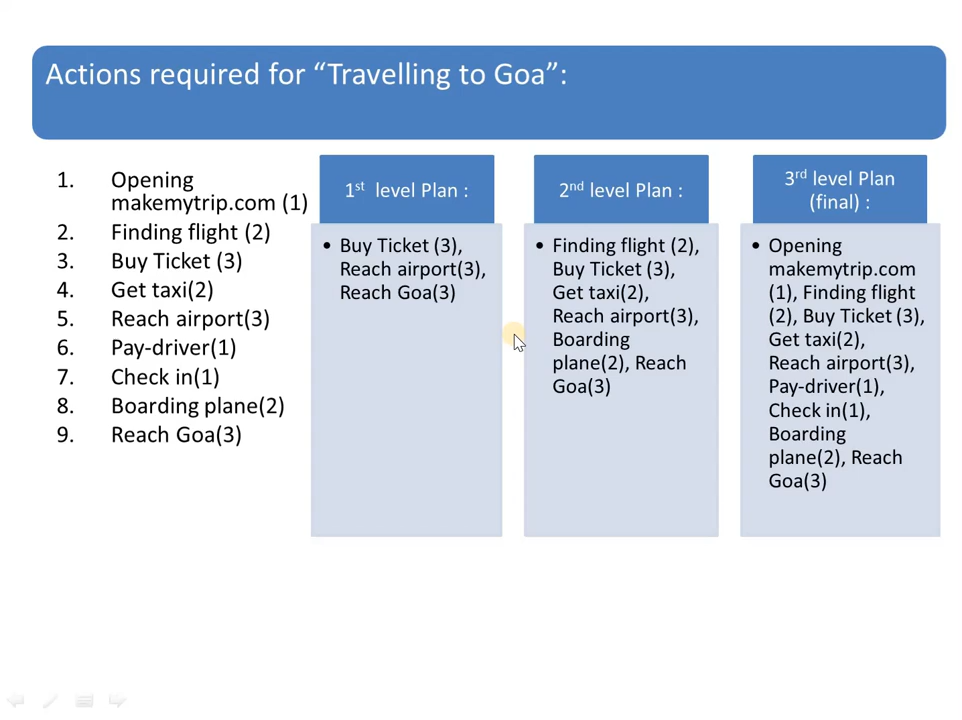 Actions required for “Travelling to Goa”:
1. Opening
makemytrip.com (1)
2. Finding flight (2)
3. Buy Ticket (3)
4. Get taxi(2)
5. Reach airport(3)
6. Pay-driver(1)
7. Check in(1)
8. Boarding plane(2)
9. Reach Goa(3)
1st level Plan :
• Buy Ticket (3),
Reach airport(3),
Reach Goa(3)
2nd level Plan :
• Finding flight (2),
Buy Ticket (3),
Get taxi(2),
Reach airport(3),
Boarding
plane(2), Reach
Goa(3)
3rd level Plan
(final) :
• Opening
makemytrip.com
(1), Finding flight
(2), Buy Ticket (3),
Get taxi(2),
Reach airport(3),
Pay-driver(1),
Check in(1),
Boarding
plane(2), Reach
Goa(3)